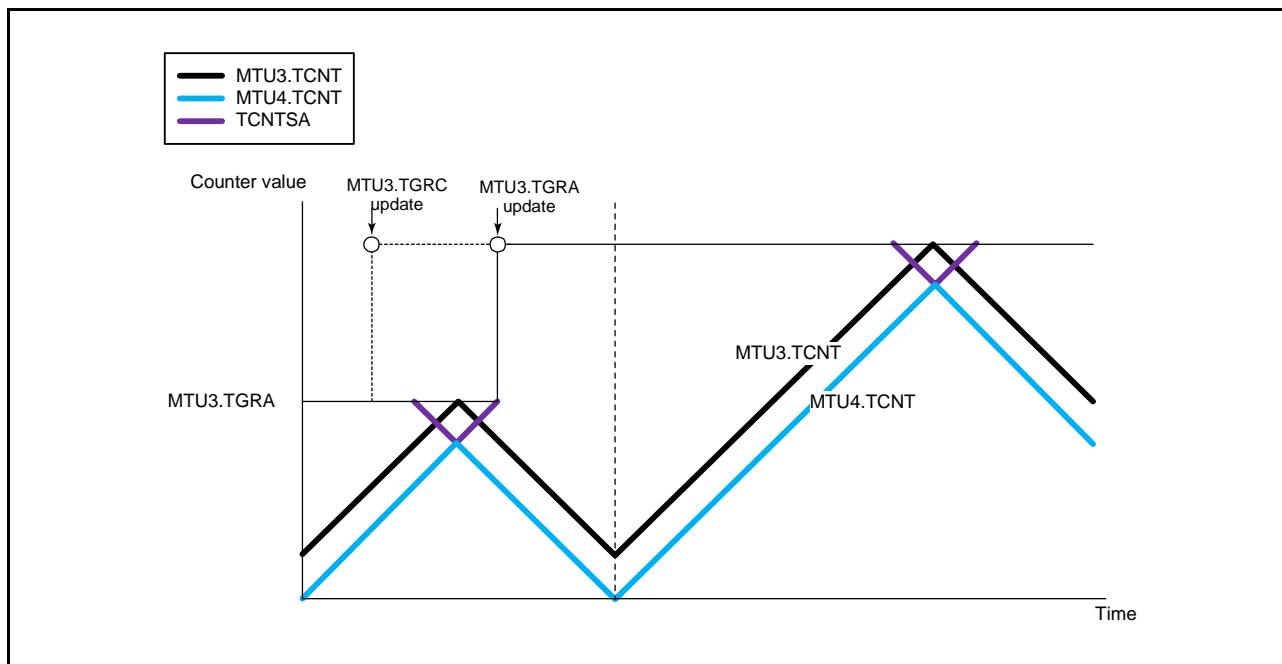 MTU3.TCNT
MTU4.TCNT
TCNTSA
Counter value
MTU3.TGRC
update
MTU3.TGRA
update
MTU3.TCNT
MTU4.TCNT
MTU3.TGRA
Time